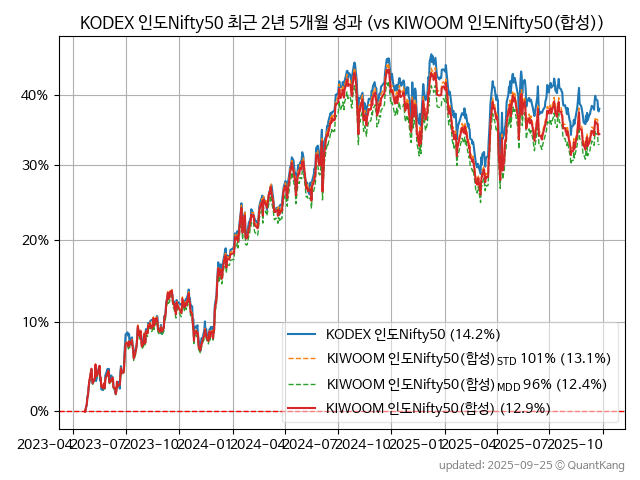 KODEX 인도Nifty50 최근 2년 5개월 성과 (vs KIWOOM 인도Nifty50(합성))
40%
30%
20%
10%
0%
KODEX 인도Nifty50 (14.2%)
KIWOOM 인도Nifty50(합성)STD 101% (13.1%)
KIWOOM 인도Nifty50(합성)MDD 96% (12.4%)
KIWOOM 인도Nifty50(합성) (12.9%)
2023-04 2023-07 2023-10 2024-01 2024-04 2024-07 2024-10 2025-01 2025-04 2025-07 2025-10
updated: 2025-09-25 © QuantKang